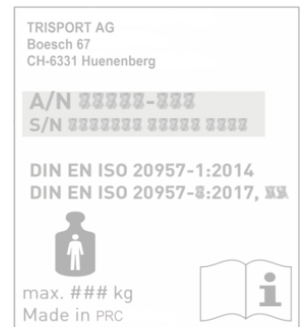 TRISPORT AG
Boesch 67
CH-6331 Huenenberg
A/N
S/N
DIN EN ISO 20957-1:2014
DIN EN ISO 20957-8:2017,
max. ### kg
Made in PRC